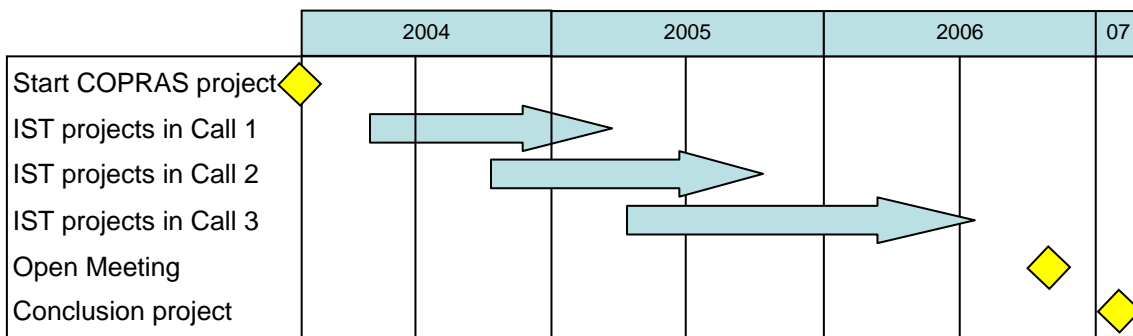 2004 2005 2006 07
Start COPRAS project
IST projects in Call 1
IST projects in Call 2
IST projects in Call 3
Open Meeting
Conclusion project